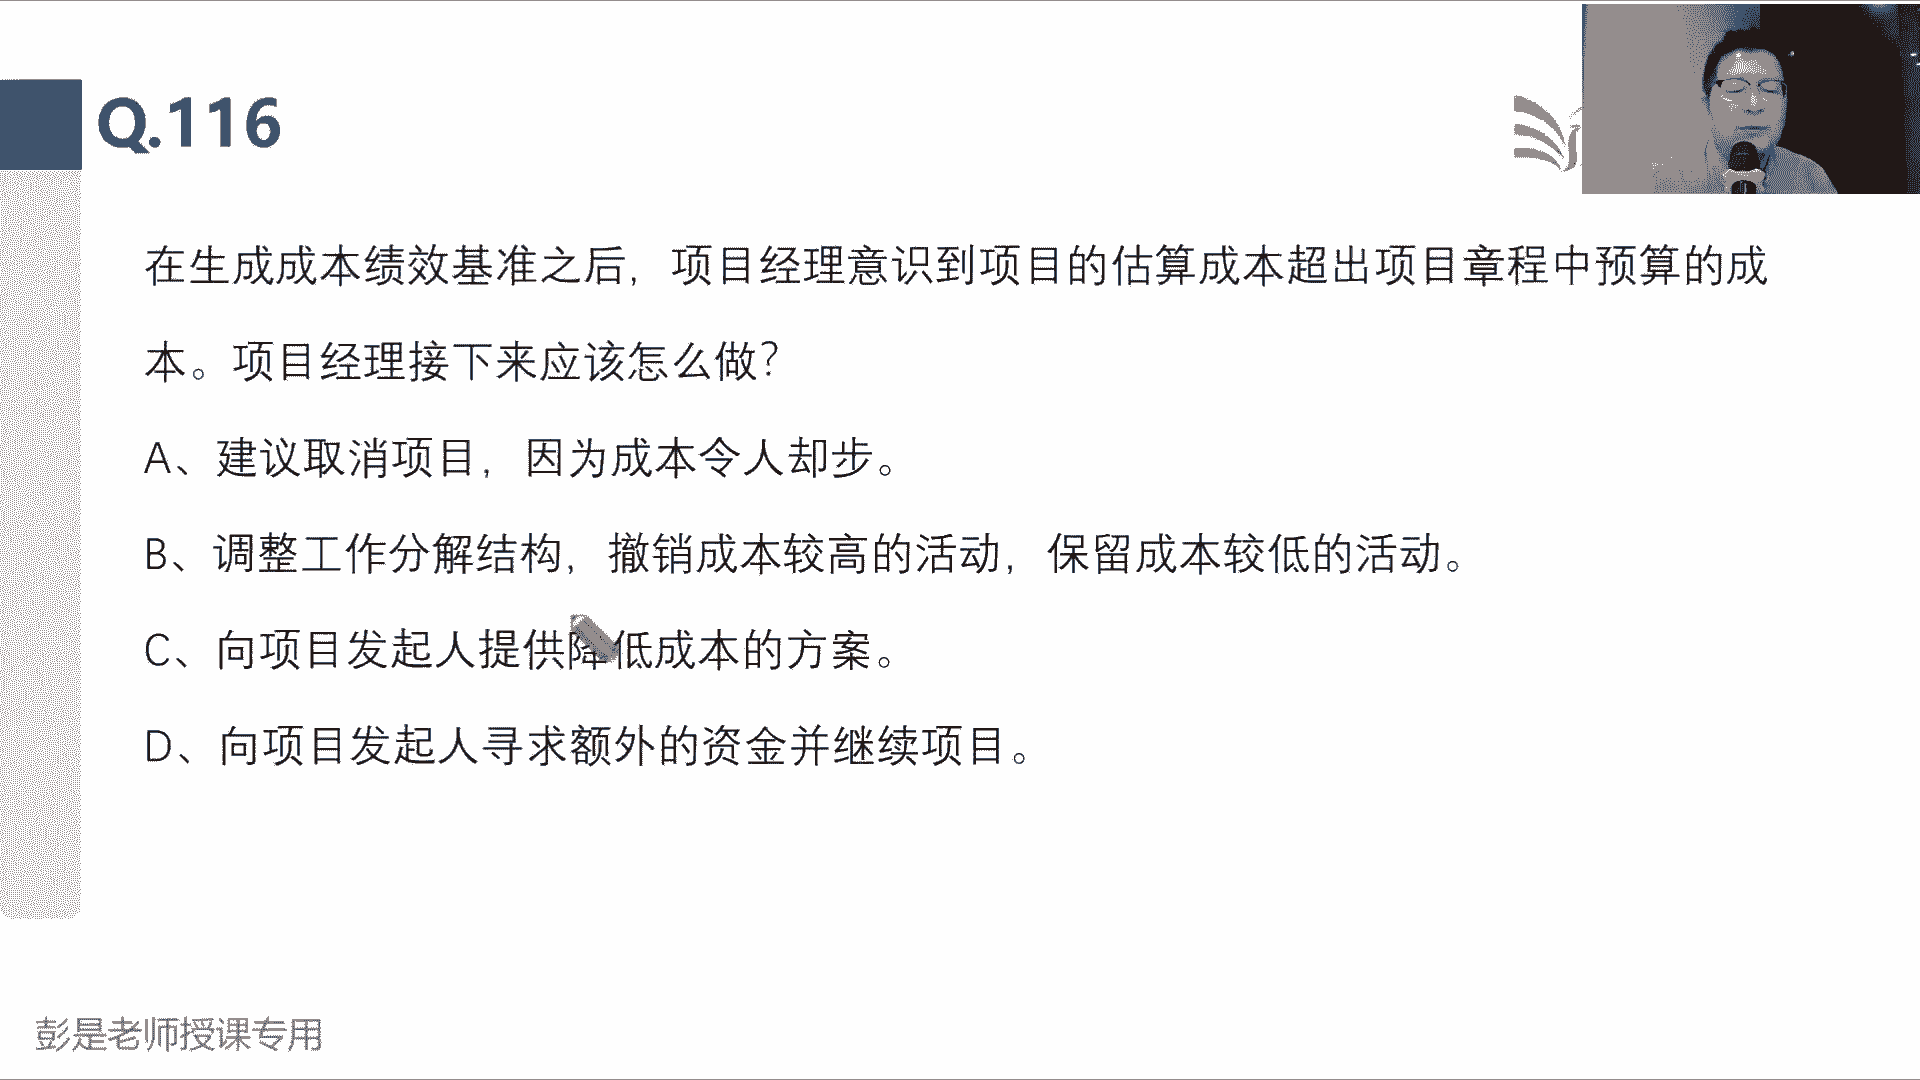 Q.116
在生成成本绩效基准之后，项目经理意识到项目的估算成本超出项目章程中预算的成
本。项目经理接下来应该怎么做？
A、建议取消项目，因为成本令人却步。
B、调整工作分解结构，撤销成本较高的活动，保留成本较低的活动。
C、向项目发起人提供降低成本的方案。
D、向项目发起人寻求额外的资金并继续项目。
彭是老师授课专用